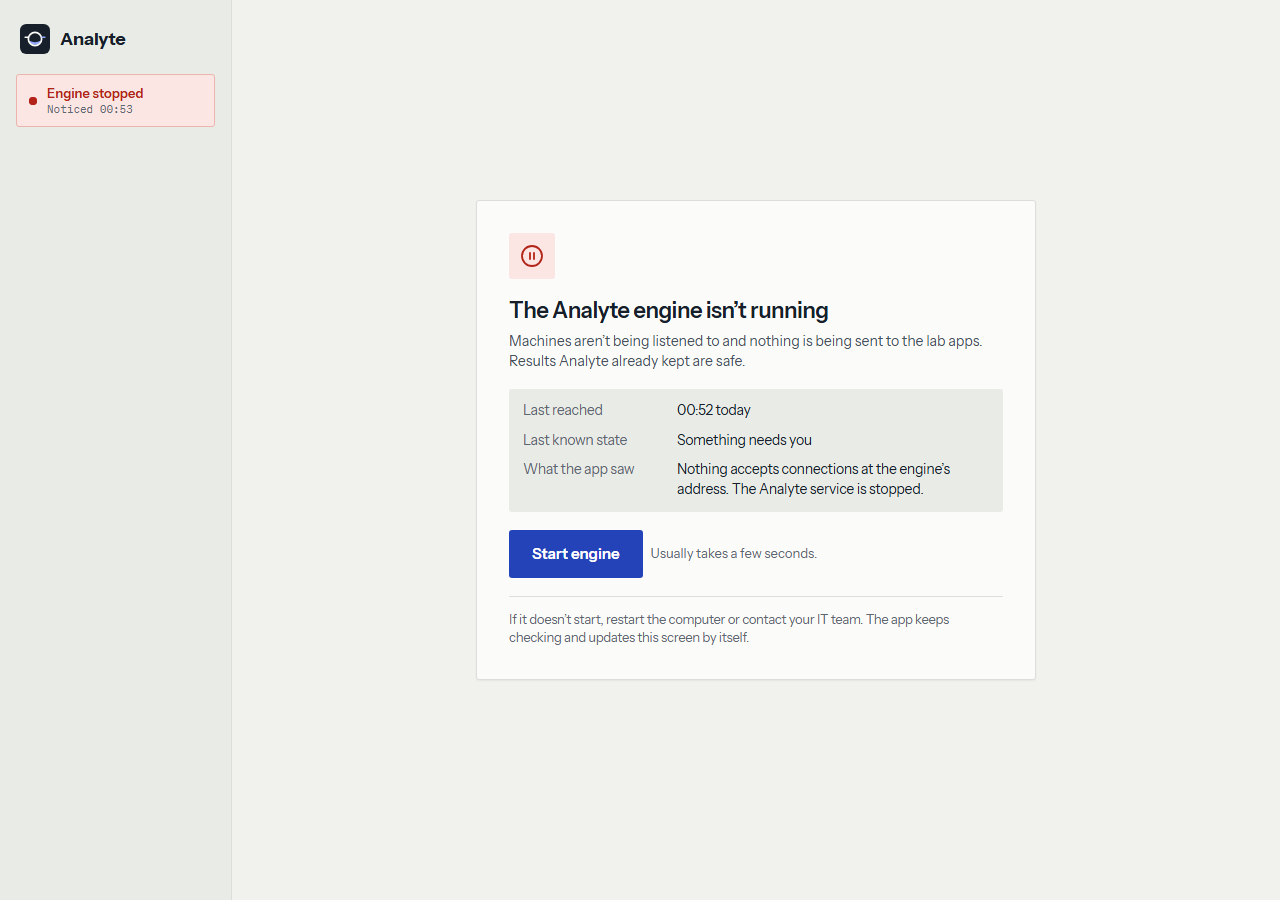 Analyte
Engine stopped
Noticed 00:53
The Analyte engine isn’t running
Machines aren’t being listened to and nothing is being sent to the lab apps.
Results Analyte already kept are safe.
Last reached 00:52 today
Last known state Something needs you
What the app saw Nothing accepts connections at the engine’s
address. The Analyte service is stopped.
Start engine Usually takes a few seconds.
If it doesn’t start, restart the computer or contact your IT team. The app keeps
checking and updates this screen by itself.